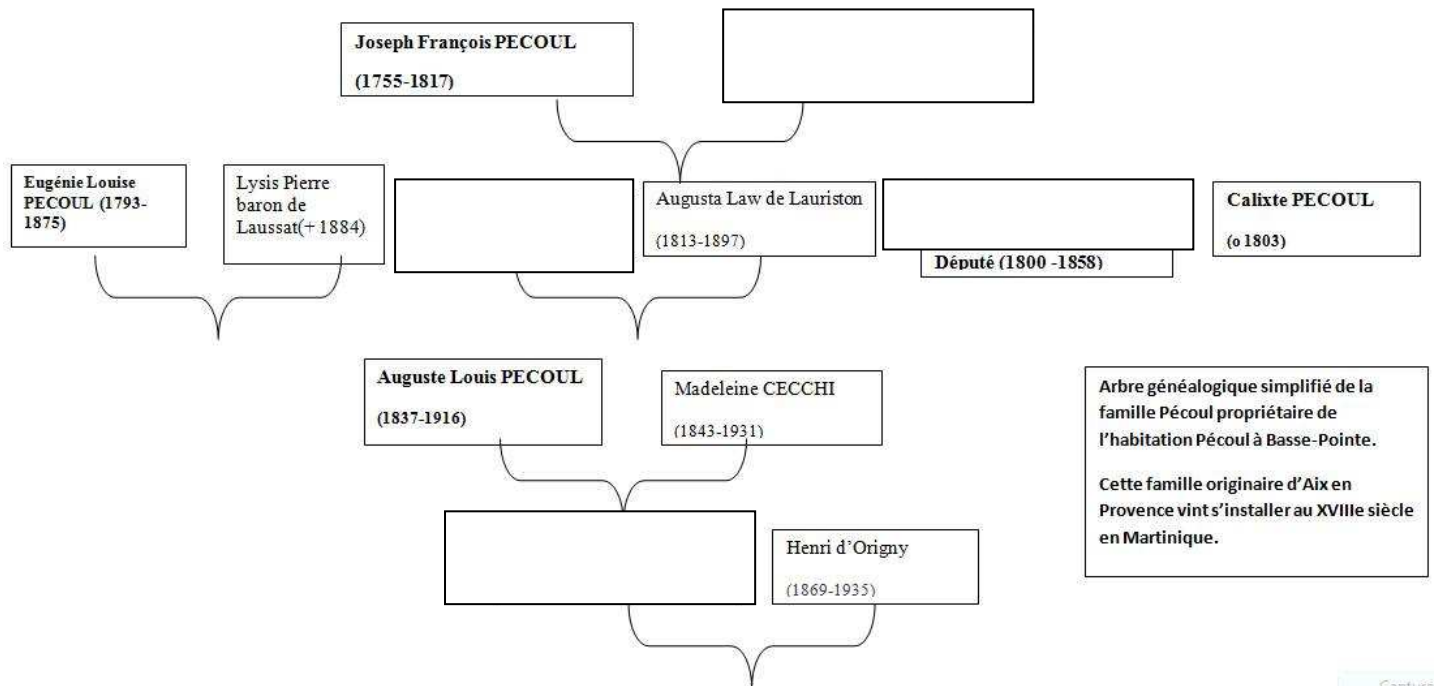 Joseph François PECOUL
(1755-1817)
Eugénie Louise
PECOUL (1793-
1875)
Lysis Pierre
baron de
Laussat(+ 1884)
Augusta Law de Lauriston
(1813-1897)
Député (1800 -1858)
Calixte PECOUL
(o 1803)
Auguste Louis PECOUL
(1837-1916)
Madeleine CECCHI
(1843-1931)
Arbre généalogique simplifié de la
famille Pécoul propriétaire de
l’habitation Pécoul à Basse-Pointe.
Cette famille originaire d’Aix en
Provence vint s’installer au XVIIIe siècle
en Martinique.
Henri d’Origny
(1869-1935)